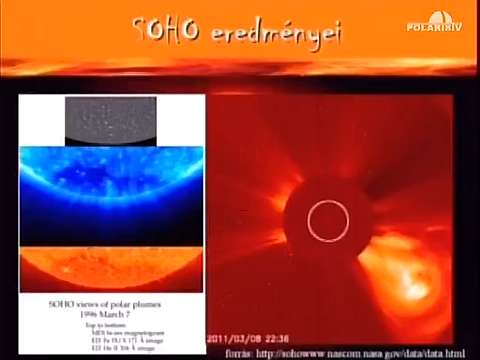 SOHO eredményei
POLARIXIV
SOHO views of polar plumes
1996 March 7
Top to bottom:
MDI hi-res magnetogram
EIT Fe IX/X 171 Å image
EIT He II 304 Å image
2011/03/08 22:36
forrás: http://sohowww.nascom.nasa.gov/data/data.html